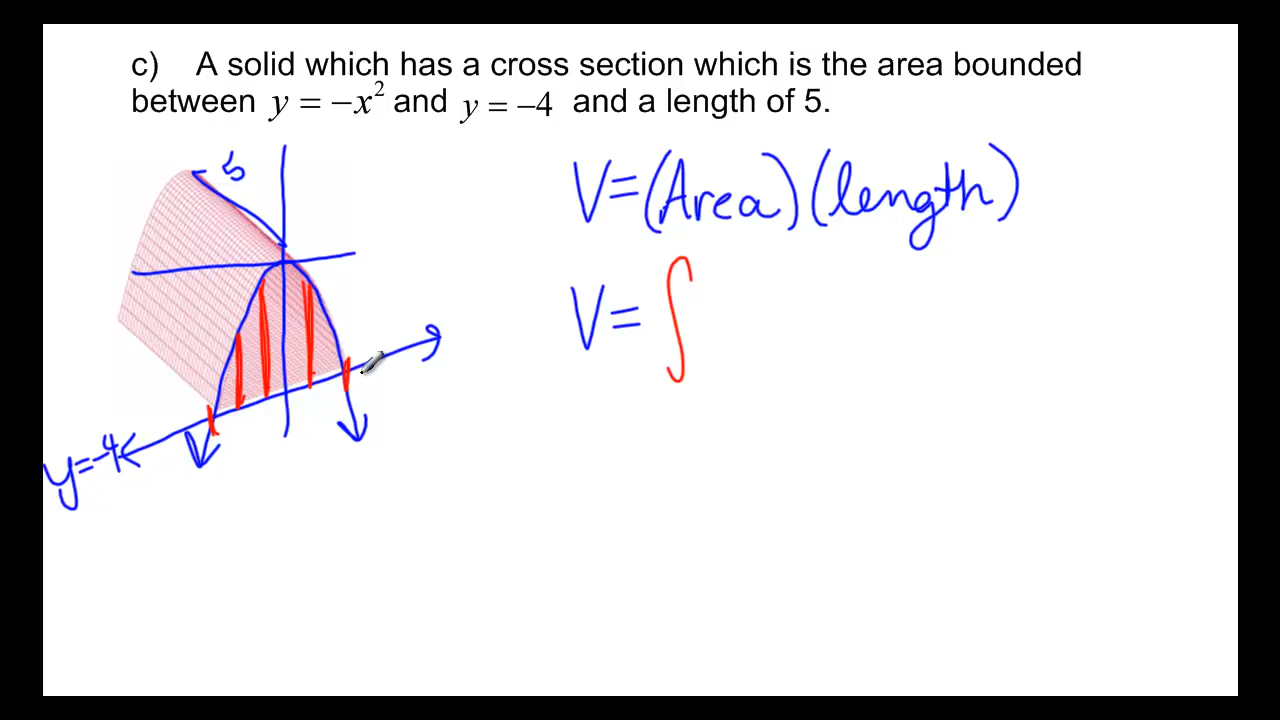 c) A solid which has a cross section which is the area bounded
between y = −x² and y = −4 and a length of 5.
5
V=(Area)(length)
V= ∫
y=-4